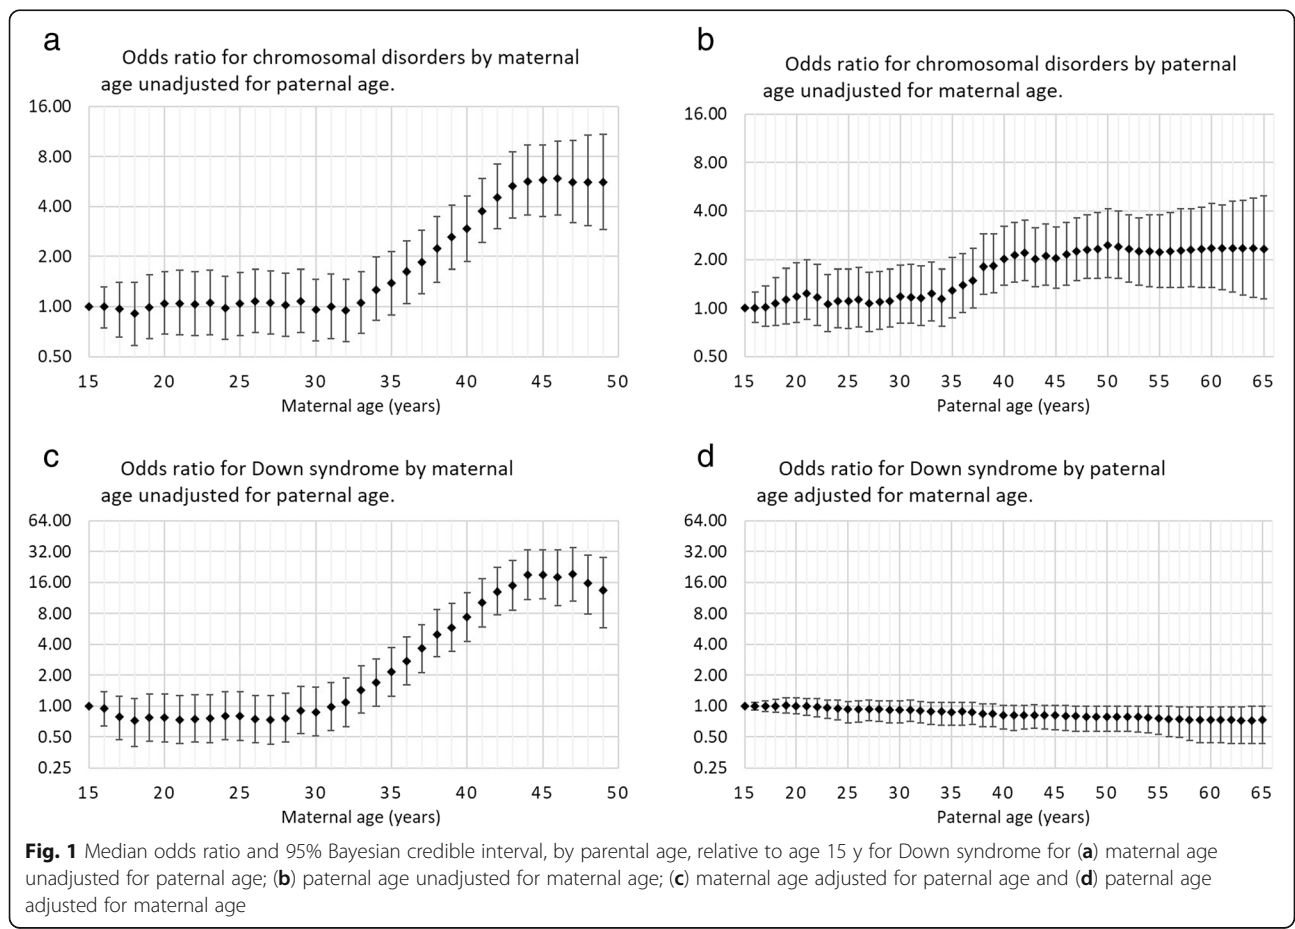 a
Odds ratio for chromosomal disorders by maternal
age unadjusted for paternal age.
16.00
8.00
4.00
2.00
1.00
0.50
15 20 25 30 35 40 45 50
Maternal age (years)
b
Odds ratio for chromosomal disorders by paternal
age unadjusted for maternal age.
16.00
8.00
4.00
2.00
1.00
0.50
15 20 25 30 35 40 45 50 55 60 65
Paternal age (years)
c
Odds ratio for Down syndrome by maternal
age unadjusted for paternal age.
64.00
32.00
16.00
8.00
4.00
2.00
1.00
0.50
0.25
15 20 25 30 35 40 45 50
Maternal age (years)
d
Odds ratio for Down syndrome by paternal
age adjusted for maternal age.
64.00
32.00
16.00
8.00
4.00
2.00
1.00
0.50
0.25
15 20 25 30 35 40 45 50 55 60 65
Paternal age (years)
Fig. 1 Median odds ratio and 95% Bayesian credible interval, by parental age, relative to age 15 y for Down syndrome for (a) maternal age
unadjusted for paternal age; (b) paternal age unadjusted for maternal age; (c) maternal age adjusted for paternal age and (d) paternal age
adjusted for maternal age